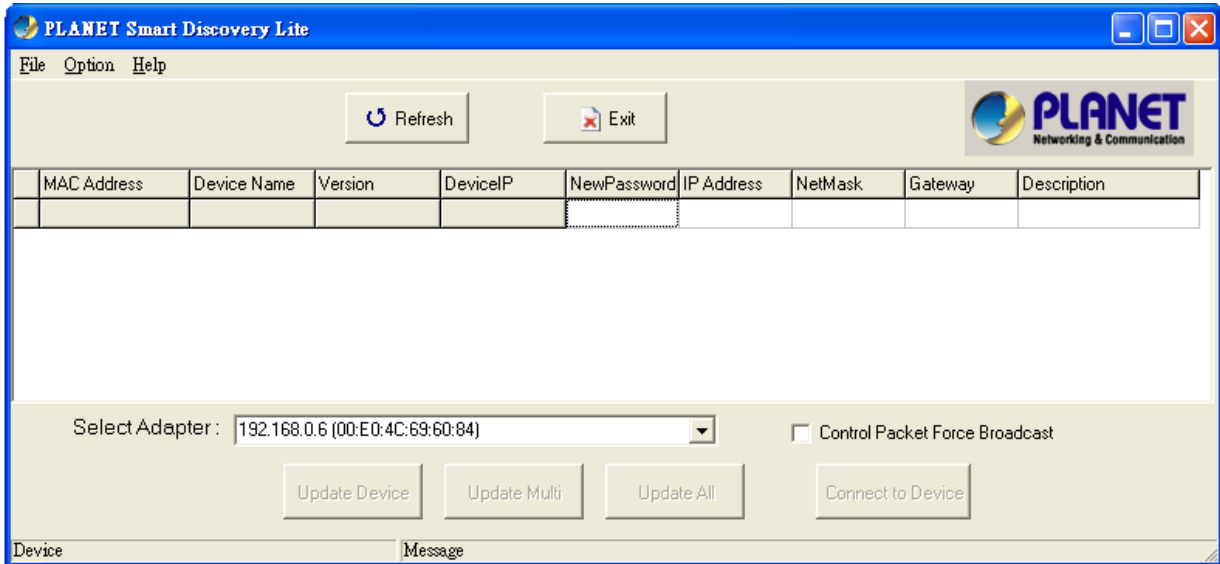 PLANET Smart Discovery Lite
File Option Help
Refresh Exit
PLANET
Networking & Communication
MAC Address Device Name Version DeviceIP NewPassword IP Address NetMask Gateway Description
Select Adapter : 192.168.0.6 (00:E0:4C:69:60:84) Control Packet Force Broadcast
Update Device Update Multi Update All Connect to Device
Device Message